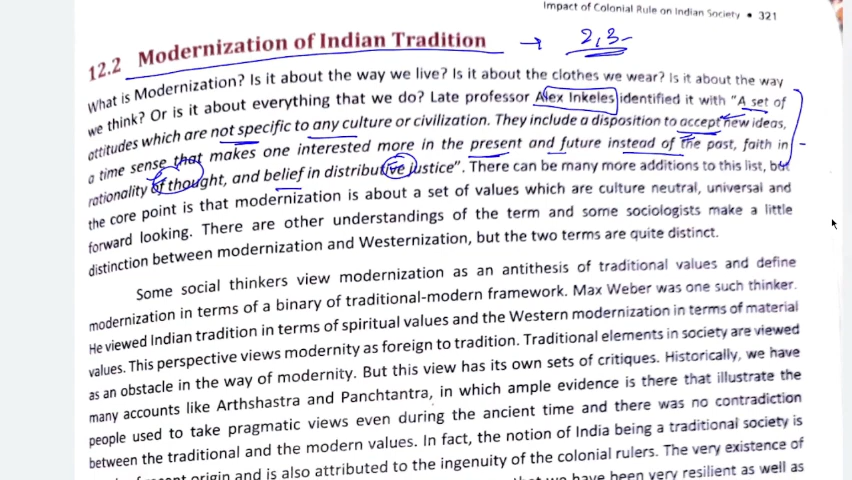 Impact of Colonial Rule on Indian Society • 321
12.2 Modernization of Indian Tradition → 2,3
What is Modernization? Is it about the way we live? Is it about the clothes we wear? Is it about the way
we think? Or is it about everything that we do? Late professor Alex Inkeles identified it with "A set of
attitudes which are not specific to any culture or civilization. They include a disposition to accept new ideas,
a time sense that makes one interested more in the present and future instead of the past, faith in
rationality of thought, and belief in distributive justice". There can be many more additions to this list, but
the core point is that modernization is about a set of values which are culture neutral, universal and
forward looking. There are other understandings of the term and some sociologists make a little
distinction between modernization and Westernization, but the two terms are quite distinct.
Some social thinkers view modernization as an antithesis of traditional values and define
modernization in terms of a binary of traditional-modern framework. Max Weber was one such thinker.
He viewed Indian tradition in terms of spiritual values and the Western modernization in terms of material
values. This perspective views modernity as foreign to tradition. Traditional elements in society are viewed
as an obstacle in the way of modernity. But this view has its own sets of critiques. Historically, we have
many accounts like Arthshastra and Panchtantra, in which ample evidence is there that illustrate the
people used to take pragmatic views even during the ancient time and there was no contradiction
between the traditional and the modern values. In fact, the notion of India being a traditional society is
origin and is also attributed to the ingenuity of the colonial rulers. The very existence of
we have been very resilient as well as